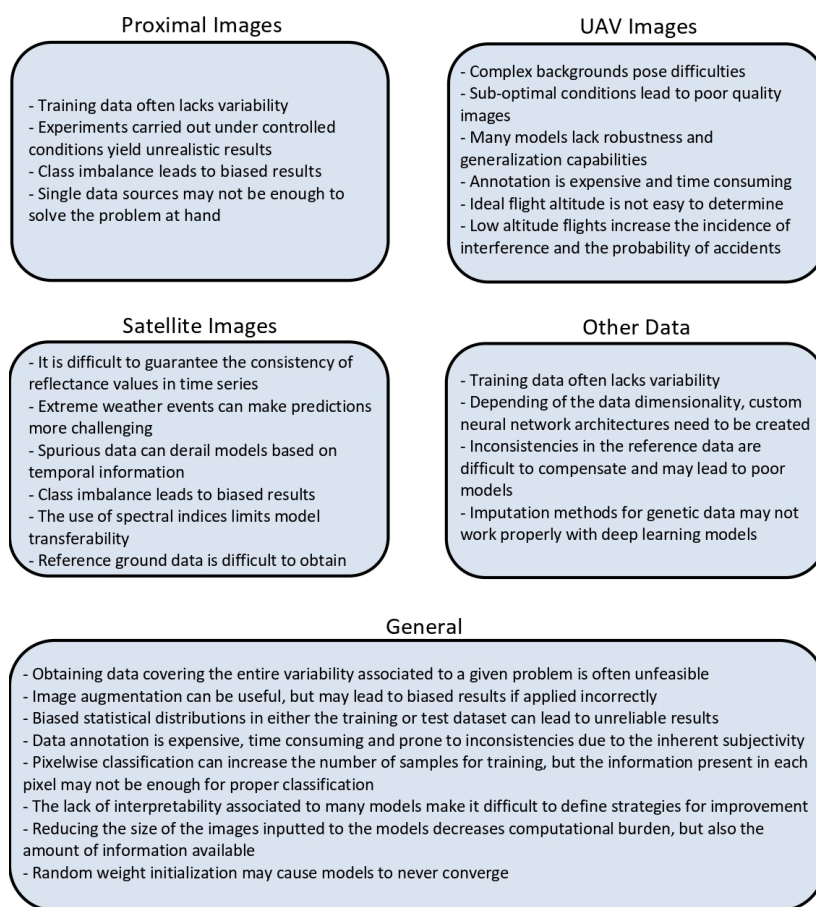 Proximal Images
- Training data often lacks variability
- Experiments carried out under controlled
conditions yield unrealistic results
- Class imbalance leads to biased results
- Single data sources may not be enough to
solve the problem at hand
UAV Images
- Complex backgrounds pose difficulties
- Sub-optimal conditions lead to poor quality
images
- Many models lack robustness and
generalization capabilities
- Annotation is expensive and time consuming
- Ideal flight altitude is not easy to determine
- Low altitude flights increase the incidence of
interference and the probability of accidents
Satellite Images
- It is difficult to guarantee the consistency of
reflectance values in time series
- Extreme weather events can make predictions
more challenging
- Spurious data can derail models based on
temporal information
- Class imbalance leads to biased results
- The use of spectral indices limits model
transferability
- Reference ground data is difficult to obtain
Other Data
- Training data often lacks variability
- Depending of the data dimensionality, custom
neural network architectures need to be created
- Inconsistencies in the reference data are
difficult to compensate and may lead to poor
models
- Imputation methods for genetic data may not
work properly with deep learning models
General
- Obtaining data covering the entire variability associated to a given problem is often unfeasible
- Image augmentation can be useful, but may lead to biased results if applied incorrectly
- Biased statistical distributions in either the training or test dataset can lead to unreliable results
- Data annotation is expensive, time consuming and prone to inconsistencies due to the inherent subjectivity
- Pixelwise classification can increase the number of samples for training, but the information present in each
pixel may not be enough for proper classification
- The lack of interpretability associated to many models make it difficult to define strategies for improvement
- Reducing the size of the images inputted to the models decreases computational burden, but also the
amount of information available
- Random weight initialization may cause models to never converge